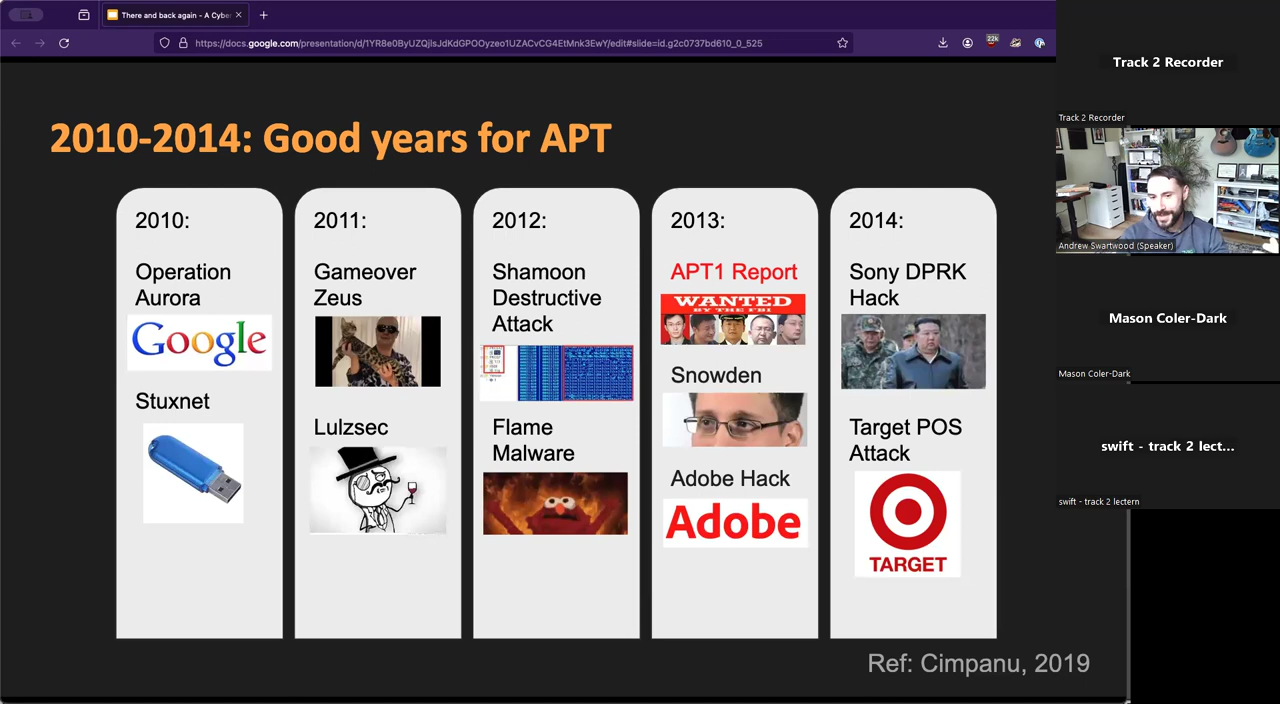 There and back again - A Cyber
https://docs.google.com/presentation/d/1YR8e0ByUZQjlsJdKdGPOOyzeo1UZACvCG4EtMnk3EwY/edit#slide=id.g2c0737bd610_0_525
22k
2010-2014: Good years for APT
2010:
Operation
Aurora
Google
Stuxnet
2011:
Gameover
Zeus
Lulzsec
2012:
Shamoon
Destructive
Attack
Flame
Malware
2013:
APT1 Report
WANTED
BY THE FBI
Snowden
Adobe Hack
Adobe
2014:
Sony DPRK
Hack
Target POS
Attack
TARGET
Ref: Cimpanu, 2019
Track 2 Recorder
Track 2 Recorder
Andrew Swartwood (Speaker)
Mason Coler-Dark
Mason Coler-Dark
swift - track 2 lect...
swift - track 2 lectern